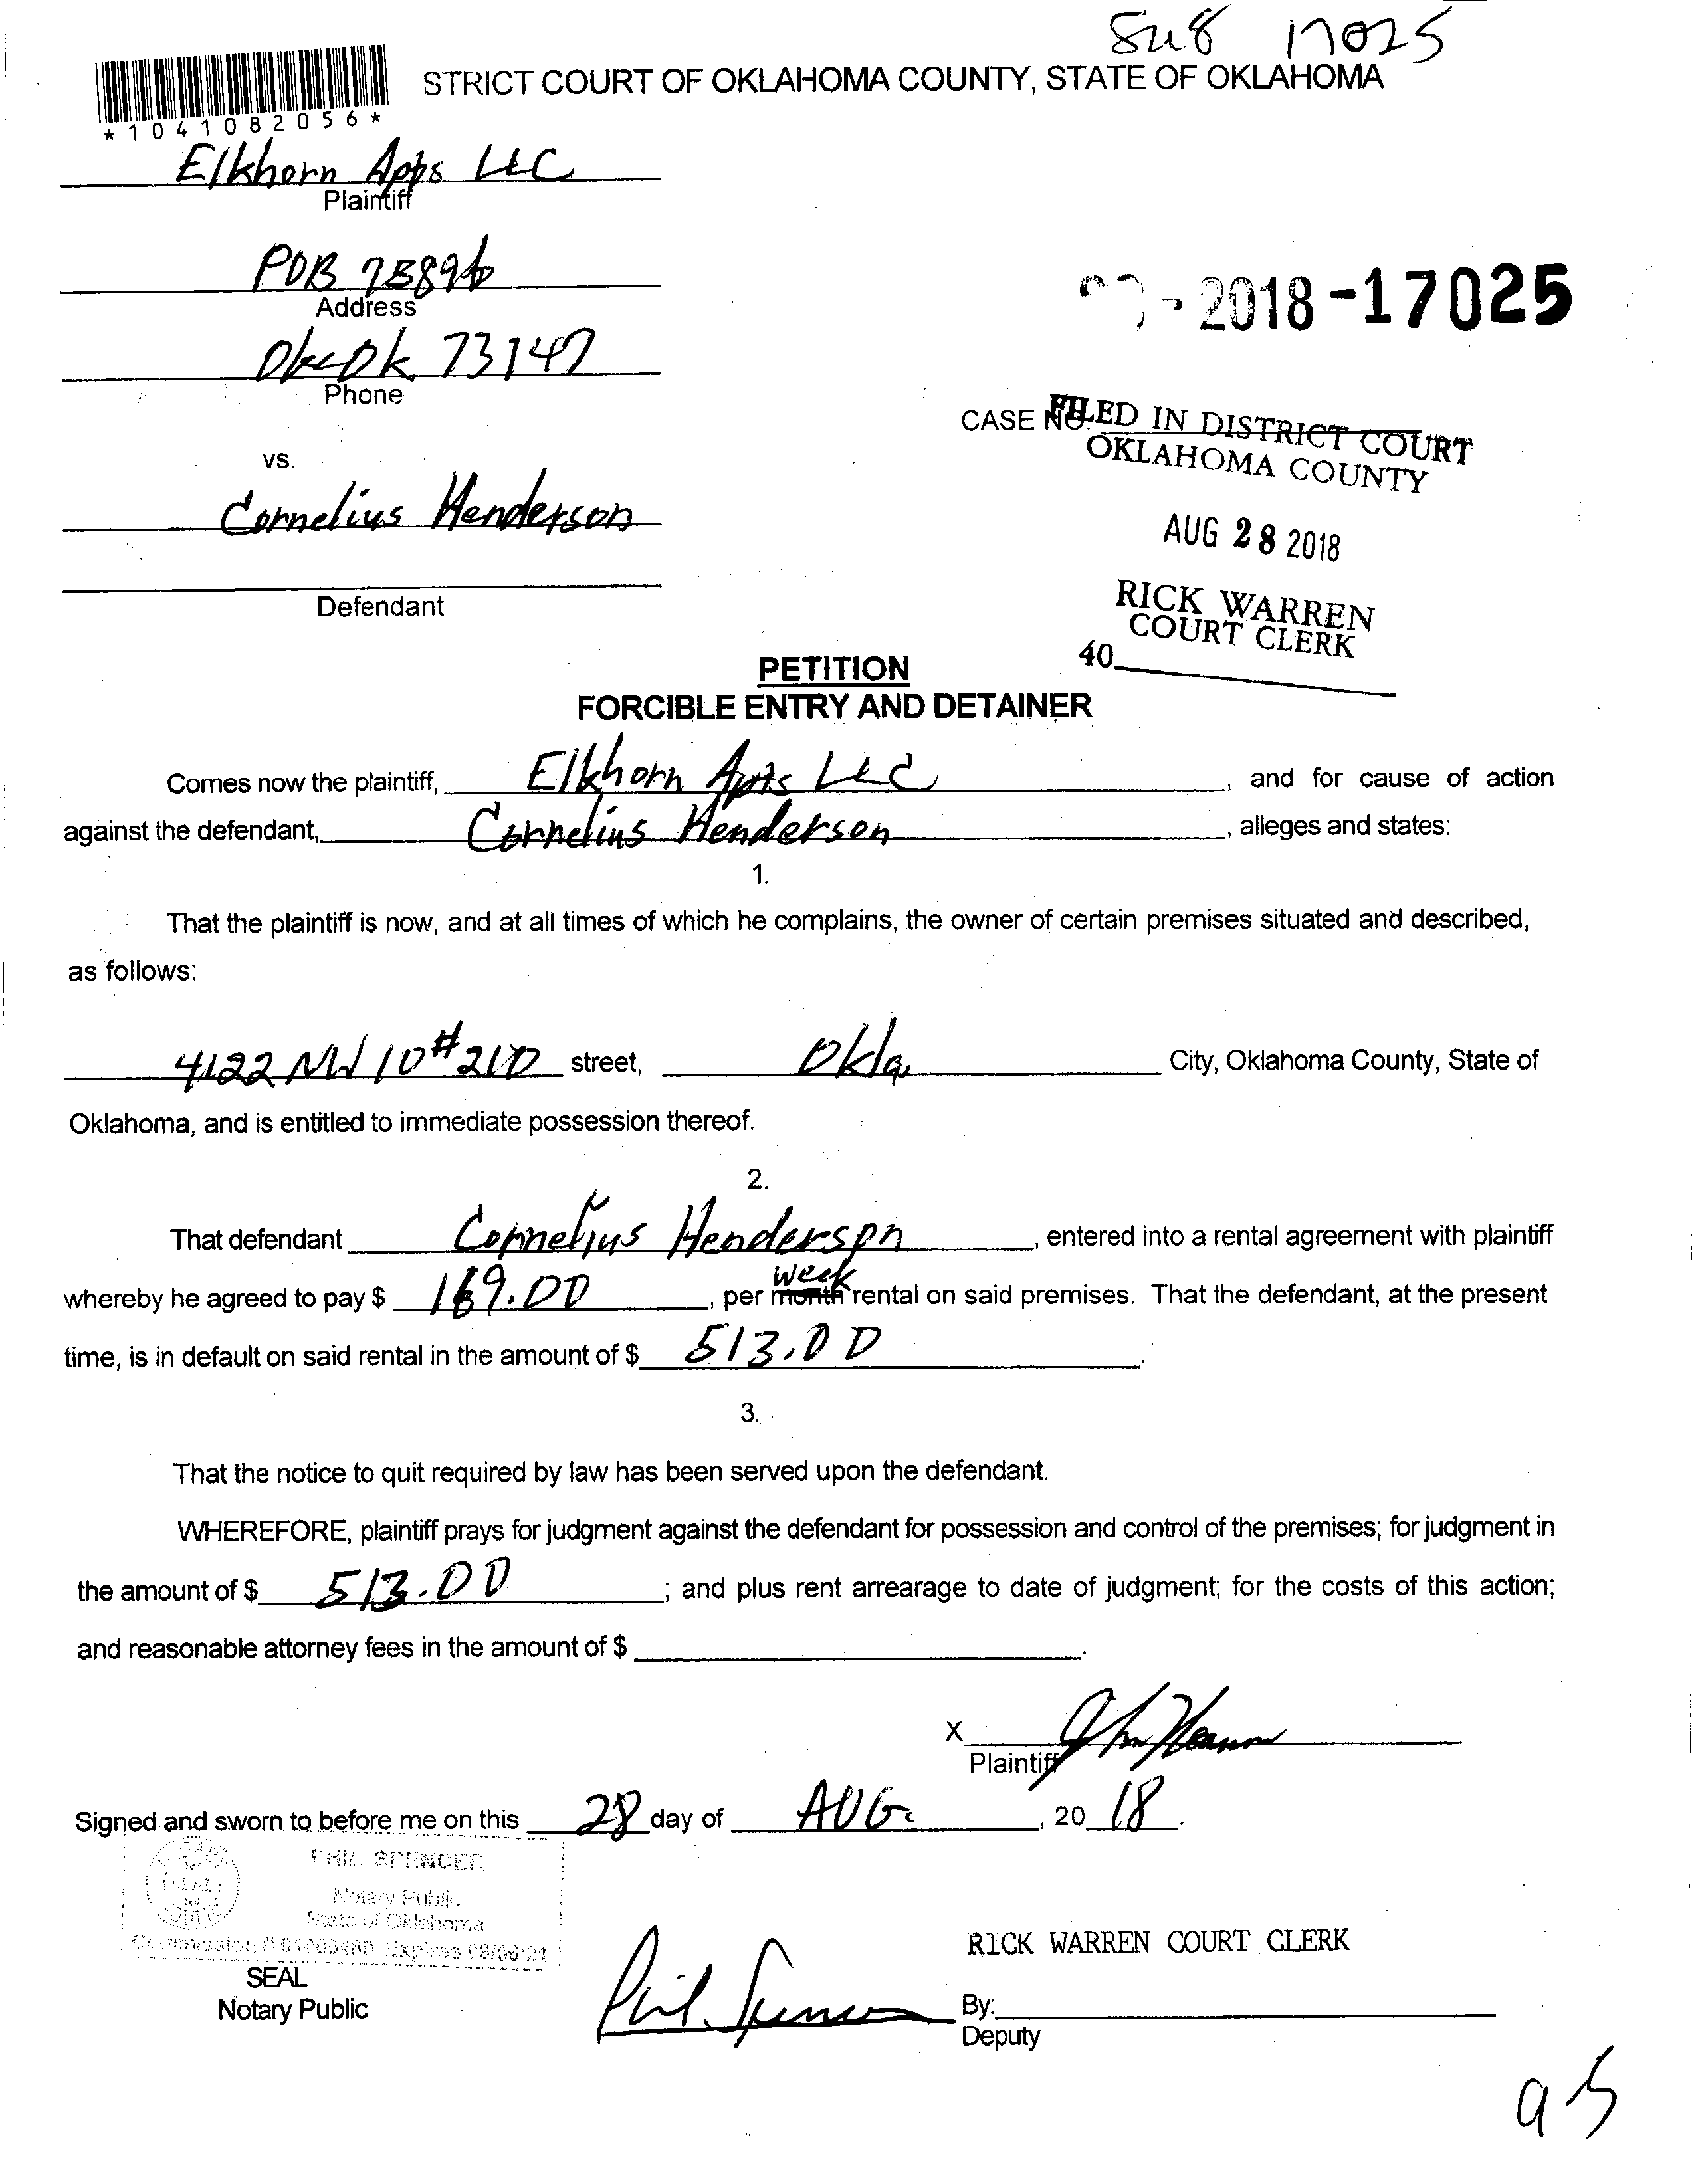 Su8 17025
STRICT COURT OF OKLAHOMA COUNTY, STATE OF OKLAHOMA
*1041082056*
Elkhorn Apts LLC
Plaintiff
POB 75896
Address
Okc Ok 73147
Phone
- 2018 -17025
CASE NO.
FILED IN DISTRICT COURT
OKLAHOMA COUNTY
AUG 28 2018
RICK WARREN
COURT CLERK
40
vs.
Cornelius Henderson
Defendant
PETITION
FORCIBLE ENTRY AND DETAINER
Comes now the plaintiff, Elkhorn Apts LLC, and for cause of action
against the defendant, Cornelius Henderson, alleges and states:
1.
That the plaintiff is now, and at all times of which he complains, the owner of certain premises situated and described,
as follows:
4122 NW 10 #210 street, Okla. City, Oklahoma County, State of
Oklahoma, and is entitled to immediate possession thereof.
2.
That defendant Cornelius Henderson, entered into a rental agreement with plaintiff
week
whereby he agreed to pay $ 169.00, per month rental on said premises. That the defendant, at the present
time, is in default on said rental in the amount of $ 513.00.
3.
That the notice to quit required by law has been served upon the defendant.
WHEREFORE, plaintiff prays for judgment against the defendant for possession and control of the premises; for judgment in
the amount of $ 513.00; and plus rent arrearage to date of judgment; for the costs of this action;
and reasonable attorney fees in the amount of $ .
X
Plaintiff
Signed and sworn to before me on this 28 day of AUG., 20 18.
PHIL SPENCER
Notary Public
State of Oklahoma
SEAL
Notary Public
Phil Spencer
RICK WARREN COURT CLERK
By:
Deputy